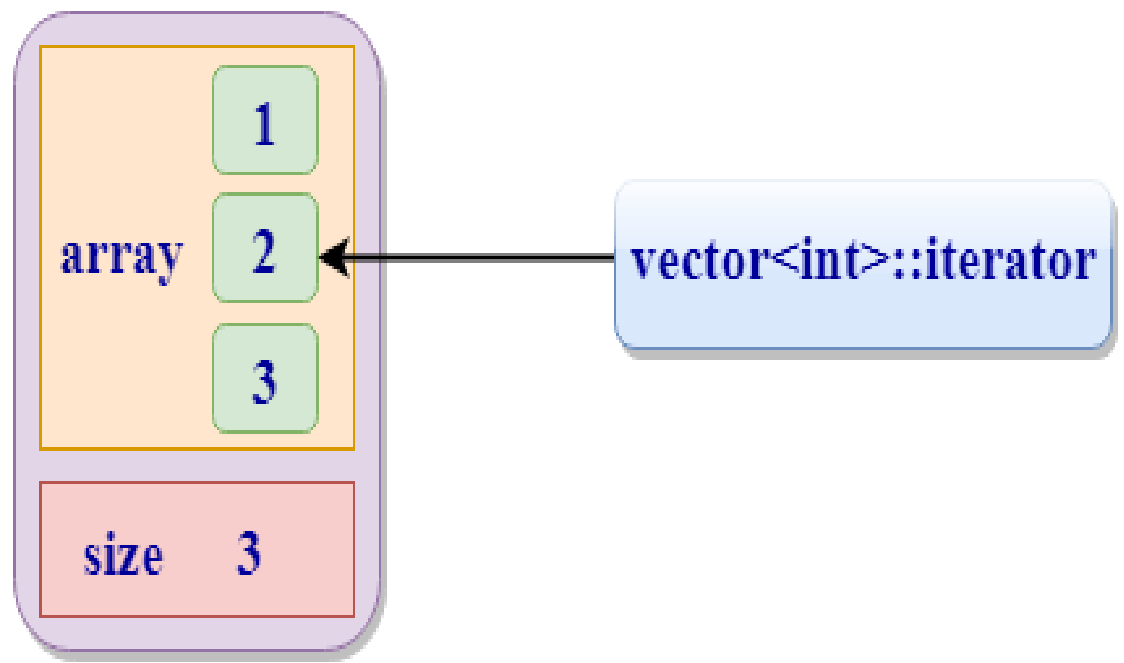 1
array 2
3
vector<int>::iterator
size 3